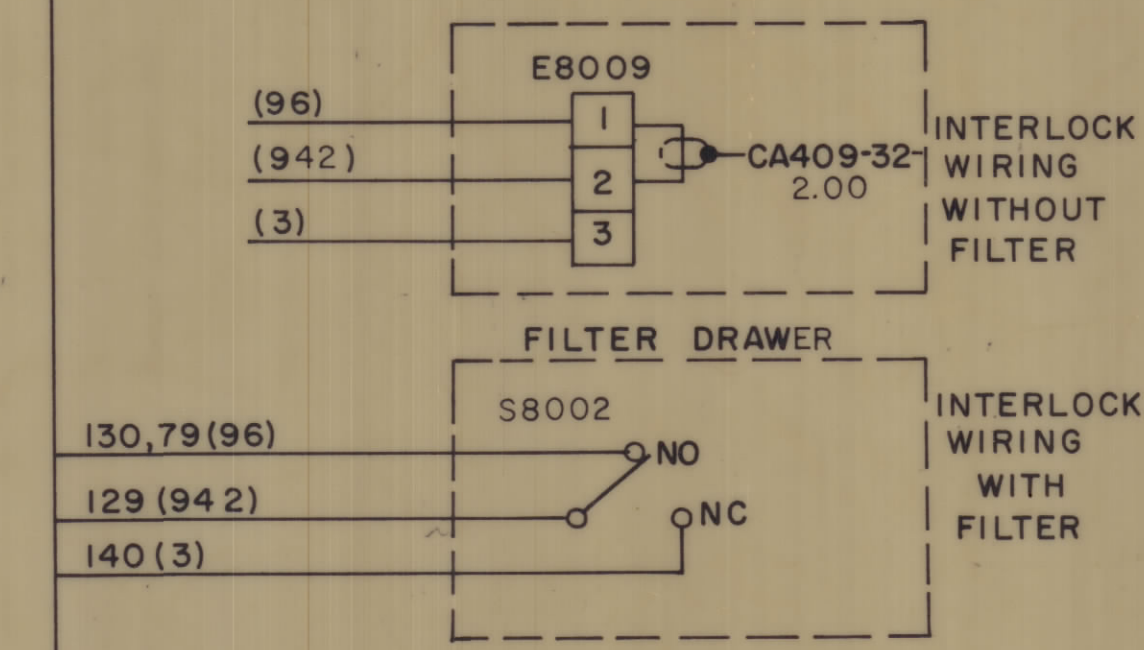 E8009
(96)
(942)
(3)
1
2
3
CA409-32-
2.00
INTERLOCK
WIRING
WITHOUT
FILTER
FILTER DRAWER
S8002
130,79(96)
129(942)
140(3)
NO
NC
INTERLOCK
WIRING
WITH
FILTER